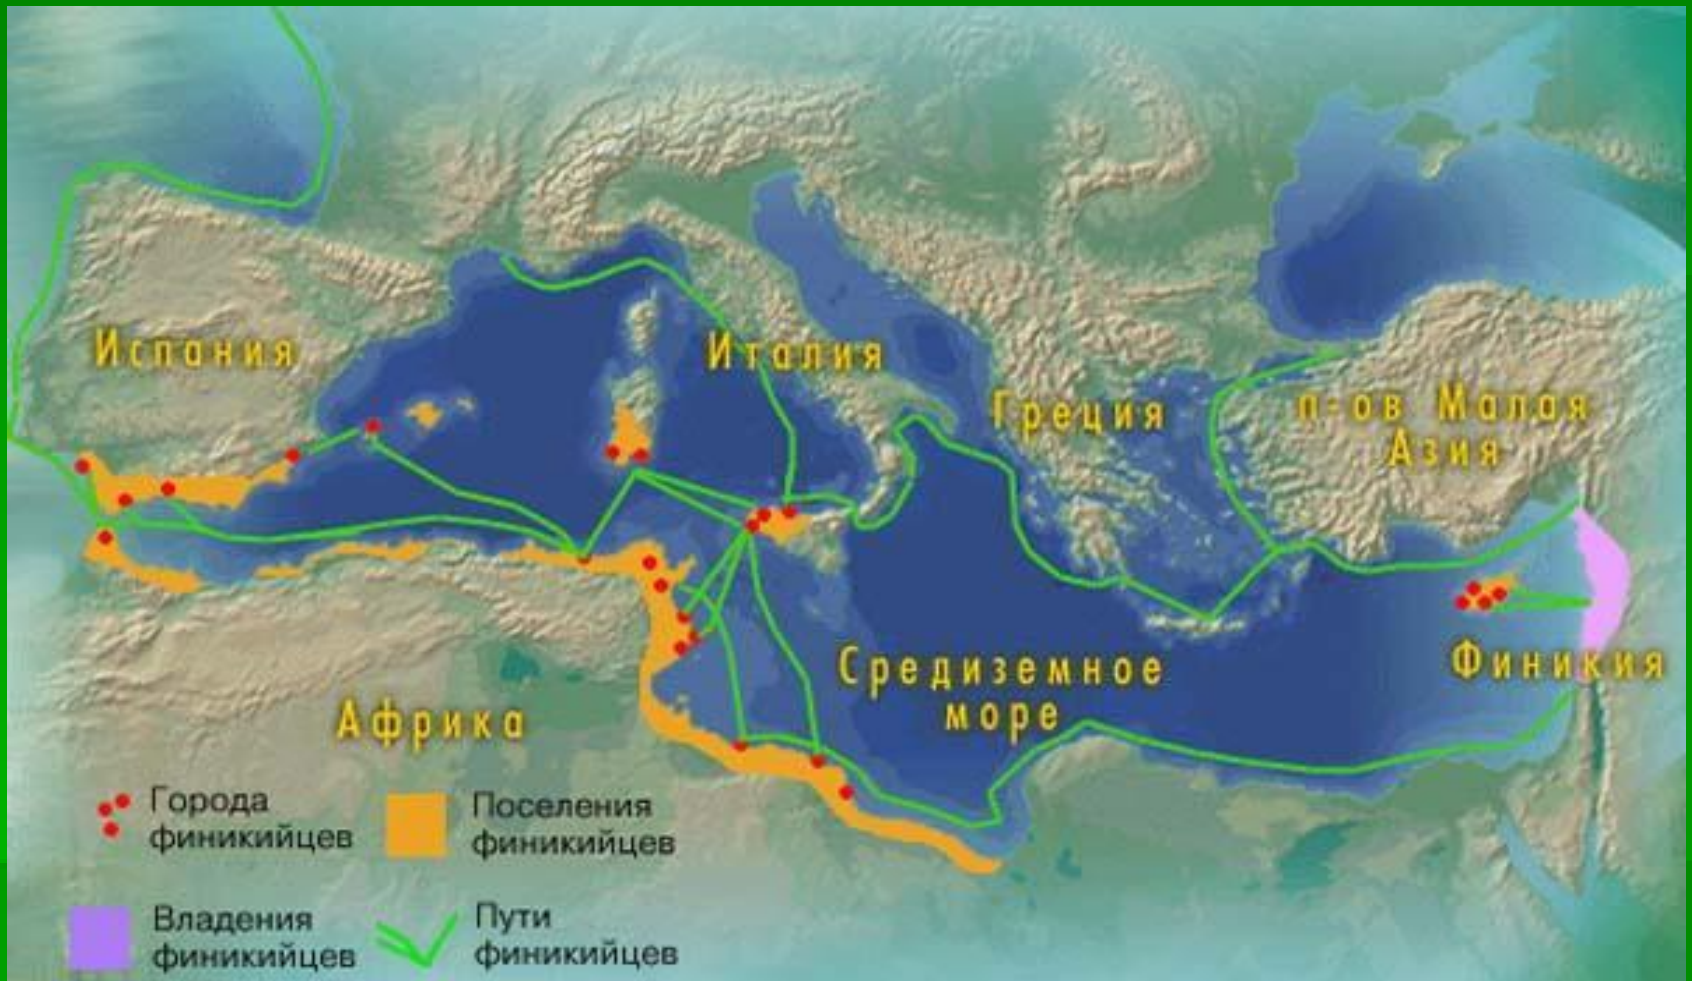 Испания
Италия
Греция
п-ов Малая
Азия
Средиземное
море
Финикия
Африка
Города
финикийцев
Поселения
финикийцев
Владения
финикийцев
Пути
финикийцев